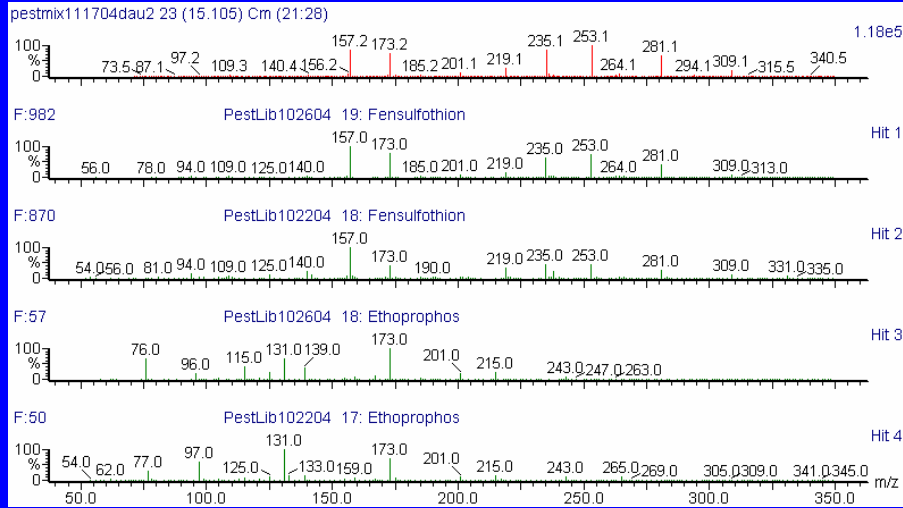 pestmix111704dau2 23 (15.105) Cm (21:28)
1.18e5
100
%
0
73.5 87.1 97.2 109.3 140.4 156.2 157.2 173.2 185.2 201.1 219.1 235.1 253.1 264.1 281.1 294.1 309.1 315.5 340.5
F:982 PestLib102604 19: Fensulfothion Hit 1
100
%
0
56.0 78.0 94.0 109.0 125.0 140.0 157.0 173.0 185.0 201.0 219.0 235.0 253.0 264.0 281.0 309.0 313.0
F:870 PestLib102204 18: Fensulfothion Hit 2
100
%
0
54.0 56.0 81.0 94.0 109.0 125.0 140.0 157.0 173.0 190.0 219.0 235.0 253.0 281.0 309.0 331.0 335.0
F:57 PestLib102604 18: Ethoprophos Hit 3
100
%
0
76.0 96.0 115.0 131.0 139.0 173.0 201.0 215.0 243.0 247.0 263.0
F:50 PestLib102204 17: Ethoprophos Hit 4
100
%
0
54.0 62.0 77.0 97.0 125.0 131.0 133.0 159.0 173.0 201.0 215.0 243.0 265.0 269.0 305.0 309.0 341.0 345.0
50.0 100.0 150.0 200.0 250.0 300.0 350.0 m/z